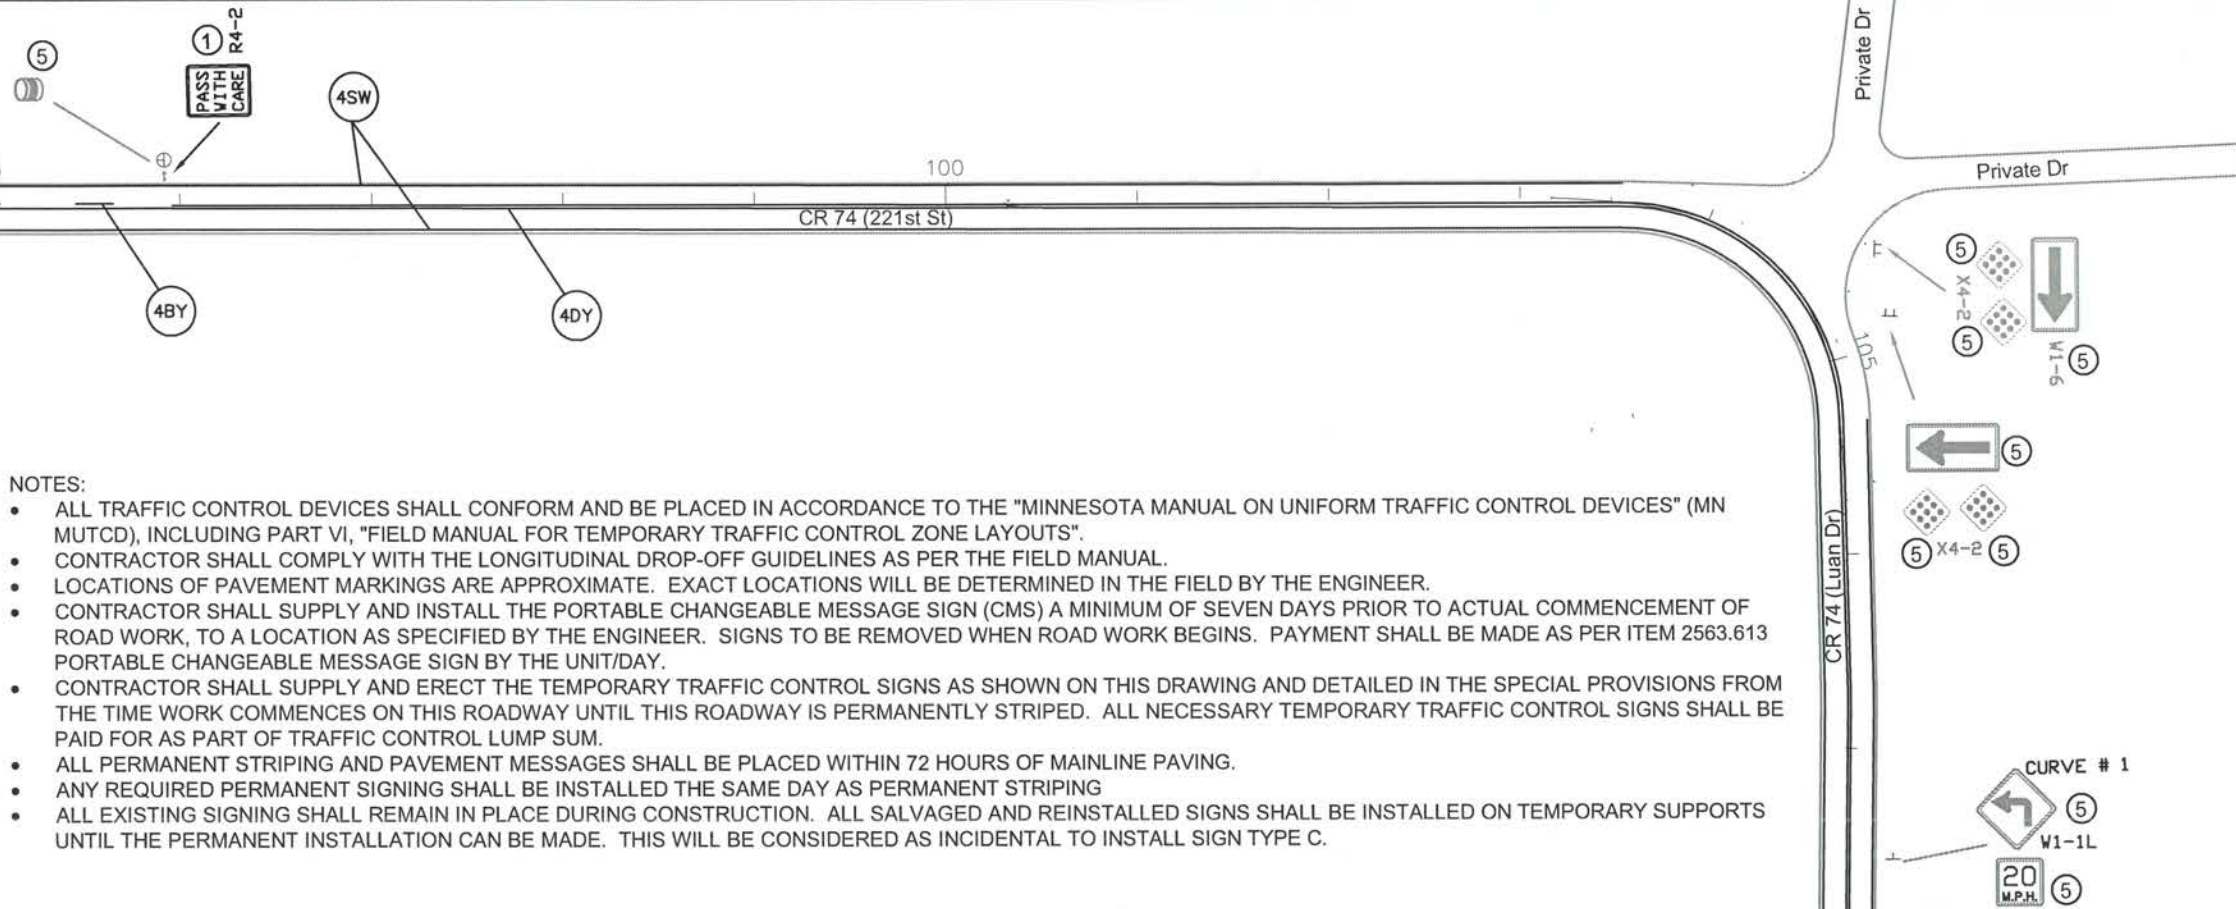 5
1
R4-2
PASS
WITH
CARE
4SW
100
CR 74 (221st St)
4BY
4DY
Private Dr
Private Dr
5
X4-2
5
W1-6
5
105
5
5 X4-2 5
CR 74 (Luan Dr)
NOTES:
• ALL TRAFFIC CONTROL DEVICES SHALL CONFORM AND BE PLACED IN ACCORDANCE TO THE "MINNESOTA MANUAL ON UNIFORM TRAFFIC CONTROL DEVICES" (MN
MUTCD), INCLUDING PART VI, "FIELD MANUAL FOR TEMPORARY TRAFFIC CONTROL ZONE LAYOUTS".
• CONTRACTOR SHALL COMPLY WITH THE LONGITUDINAL DROP-OFF GUIDELINES AS PER THE FIELD MANUAL.
• LOCATIONS OF PAVEMENT MARKINGS ARE APPROXIMATE. EXACT LOCATIONS WILL BE DETERMINED IN THE FIELD BY THE ENGINEER.
• CONTRACTOR SHALL SUPPLY AND INSTALL THE PORTABLE CHANGEABLE MESSAGE SIGN (CMS) A MINIMUM OF SEVEN DAYS PRIOR TO ACTUAL COMMENCEMENT OF
ROAD WORK, TO A LOCATION AS SPECIFIED BY THE ENGINEER. SIGNS TO BE REMOVED WHEN ROAD WORK BEGINS. PAYMENT SHALL BE MADE AS PER ITEM 2563.613
PORTABLE CHANGEABLE MESSAGE SIGN BY THE UNIT/DAY.
• CONTRACTOR SHALL SUPPLY AND ERECT THE TEMPORARY TRAFFIC CONTROL SIGNS AS SHOWN ON THIS DRAWING AND DETAILED IN THE SPECIAL PROVISIONS FROM
THE TIME WORK COMMENCES ON THIS ROADWAY UNTIL THIS ROADWAY IS PERMANENTLY STRIPED. ALL NECESSARY TEMPORARY TRAFFIC CONTROL SIGNS SHALL BE
PAID FOR AS PART OF TRAFFIC CONTROL LUMP SUM.
• ALL PERMANENT STRIPING AND PAVEMENT MESSAGES SHALL BE PLACED WITHIN 72 HOURS OF MAINLINE PAVING.
• ANY REQUIRED PERMANENT SIGNING SHALL BE INSTALLED THE SAME DAY AS PERMANENT STRIPING
• ALL EXISTING SIGNING SHALL REMAIN IN PLACE DURING CONSTRUCTION. ALL SALVAGED AND REINSTALLED SIGNS SHALL BE INSTALLED ON TEMPORARY SUPPORTS
UNTIL THE PERMANENT INSTALLATION CAN BE MADE. THIS WILL BE CONSIDERED AS INCIDENTAL TO INSTALL SIGN TYPE C.
CURVE # 1
5
W1-1L
20
M.P.H.
5